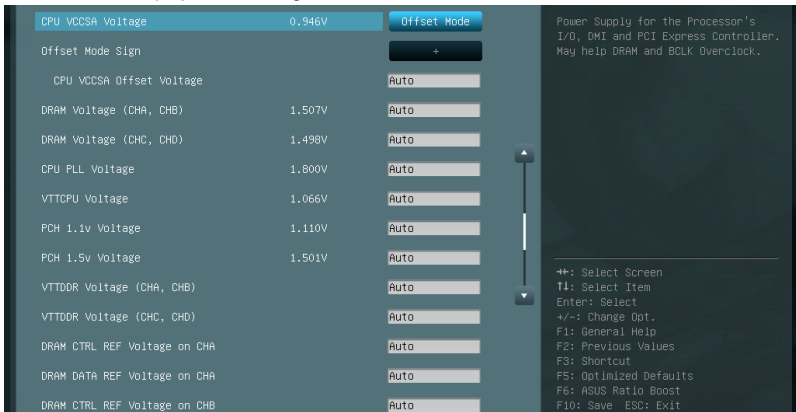 CPU VCCSA Voltage 0.946V Offset Mode
Offset Mode Sign +
CPU VCCSA Offset Voltage Auto
DRAM Voltage (CHA, CHB) 1.507V Auto
DRAM Voltage (CHC, CHD) 1.498V Auto
CPU PLL Voltage 1.800V Auto
VTTCPU Voltage 1.066V Auto
PCH 1.1v Voltage 1.110V Auto
PCH 1.5v Voltage 1.501V Auto
VTTDDR Voltage (CHA, CHB) Auto
VTTDDR Voltage (CHC, CHD) Auto
DRAM CTRL REF Voltage on CHA Auto
DRAM DATA REF Voltage on CHA Auto
DRAM CTRL REF Voltage on CHB Auto
Power Supply for the Processor's
I/O, DMI and PCI Express Controller.
May help DRAM and BCLK Overclock.
→←: Select Screen
↑↓: Select Item
Enter: Select
+/-: Change Opt.
F1: General Help
F2: Previous Values
F3: Shortcut
F5: Optimized Defaults
F6: ASUS Ratio Boost
F10: Save ESC: Exit